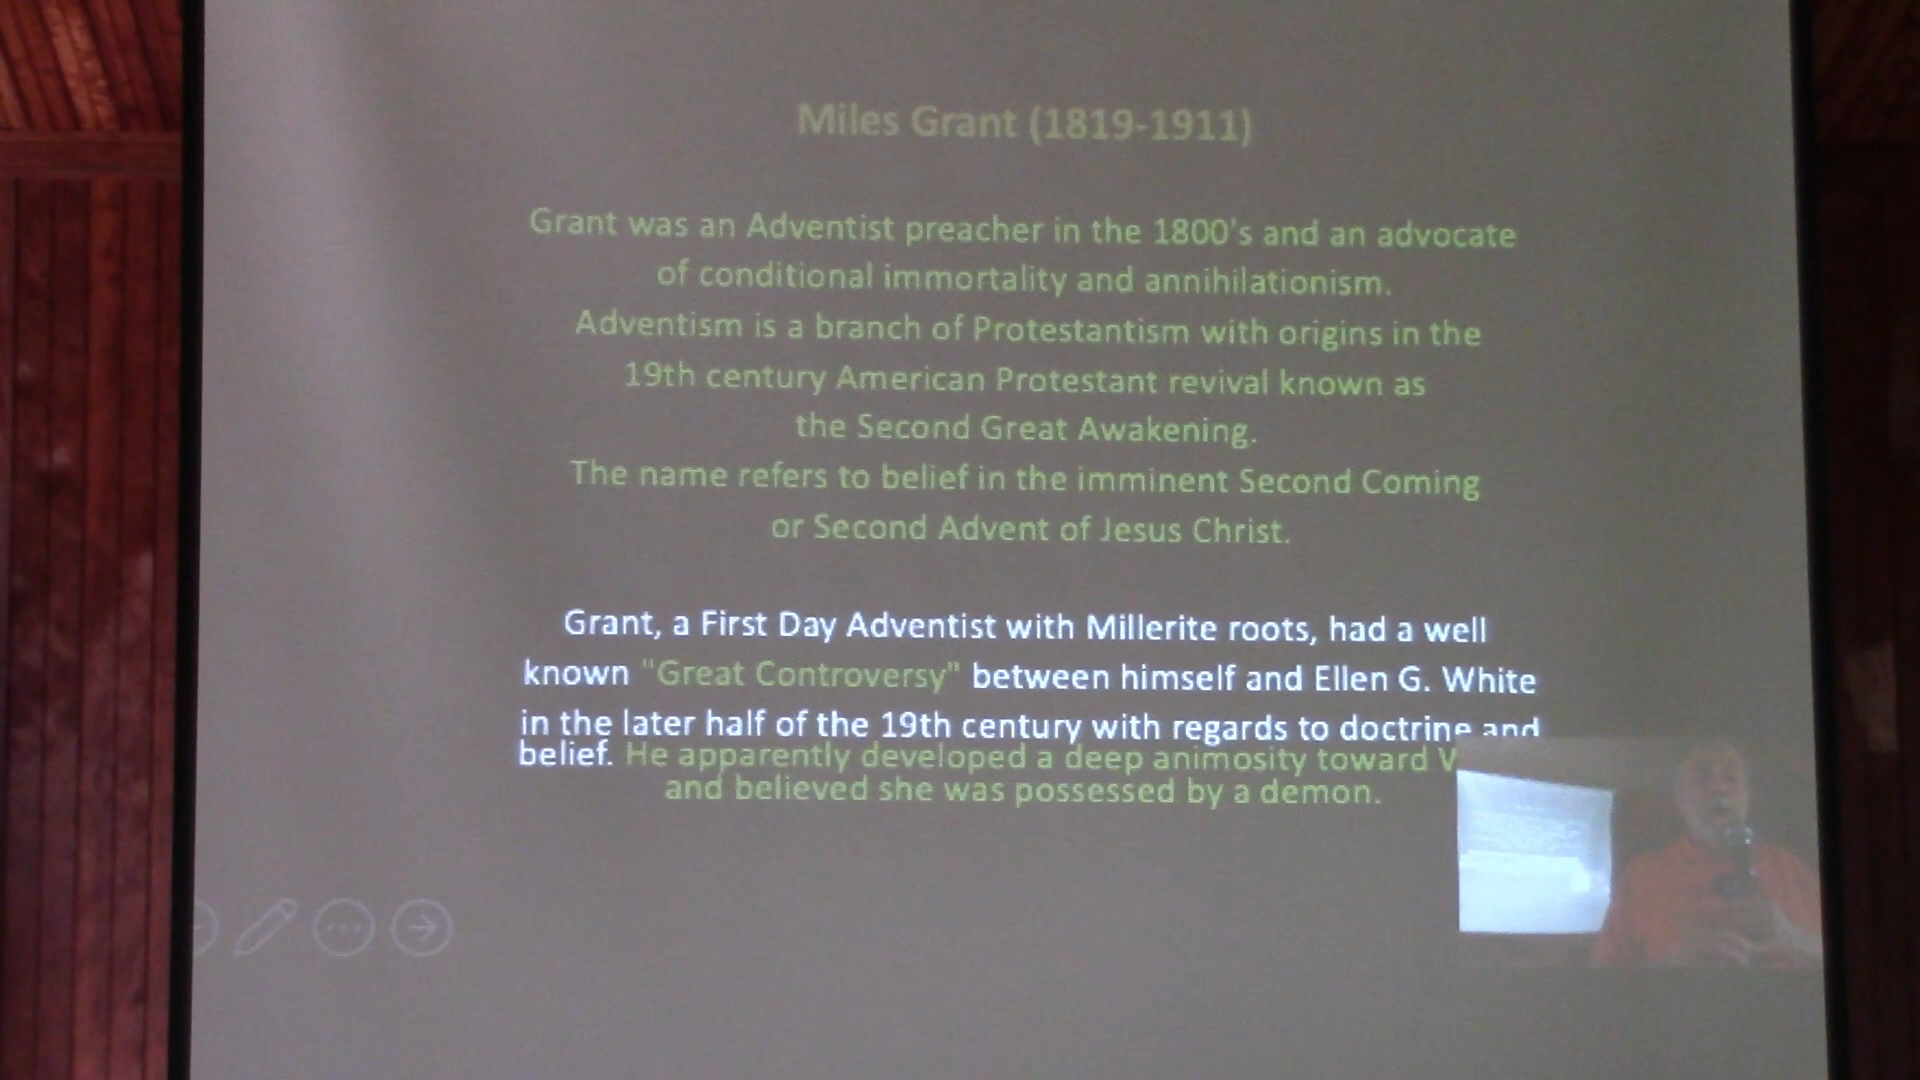 Miles Grant (1819-1911)
Grant was an Adventist preacher in the 1800's and an advocate
of conditional immortality and annihilationism.
Adventism is a branch of Protestantism with origins in the
19th century American Protestant revival known as
the Second Great Awakening.
The name refers to belief in the imminent Second Coming
or Second Advent of Jesus Christ.
Grant, a First Day Adventist with Millerite roots, had a well
known "Great Controversy" between himself and Ellen G. White
in the later half of the 19th century with regards to doctrine and
belief. He apparently developed a deep animosity toward
and believed she was possessed by a demon.